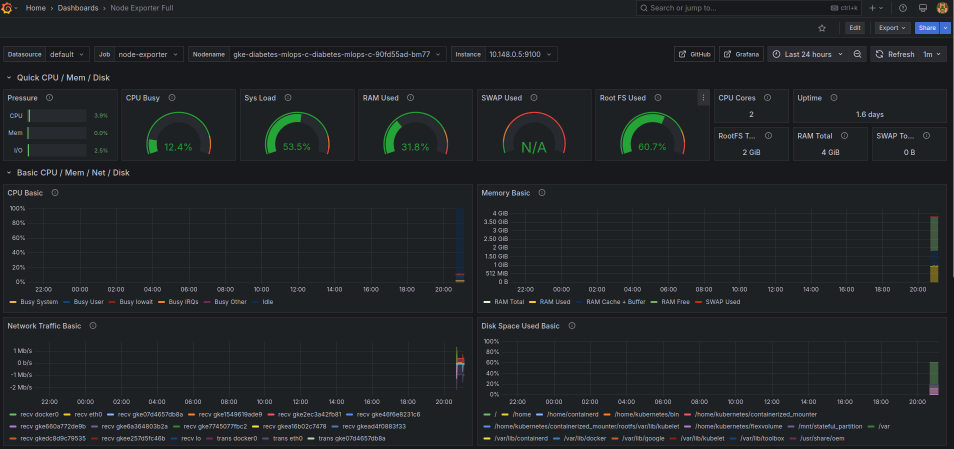 Home › Dashboards › Node Exporter Full
Search or jump to... ctrl+k
Edit Export Share
Datasource default Job node-exporter Nodename gke-diabetes-mlops-c-diabetes-mlops-c-90fd55ad-bm77 Instance 10.148.0.5:9100 GitHub Grafana Last 24 hours Refresh 1m
Quick CPU / Mem / Disk
Pressure CPU Busy Sys Load RAM Used SWAP Used Root FS Used CPU Cores Uptime
CPU 3.9%
Mem 0.0%
I/O 2.5%
12.4% 53.5% 31.8% N/A 60.7%
2 1.6 days
RootFS T... RAM Total SWAP To...
2 GiB 4 GiB 0 B
Basic CPU / Mem / Net / Disk
CPU Basic
100%
80%
60%
40%
20%
0%
22:00 00:00 02:00 04:00 06:00 08:00 10:00 12:00 14:00 16:00 18:00 20:00
Busy System Busy User Busy Iowait Busy IRQs Busy Other Idle
Memory Basic
4 GiB
3.50 GiB
3 GiB
2.50 GiB
2 GiB
1.50 GiB
1 GiB
512 MiB
0 B
22:00 00:00 02:00 04:00 06:00 08:00 10:00 12:00 14:00 16:00 18:00 20:00
RAM Total RAM Used RAM Cache + Buffer RAM Free SWAP Used
Network Traffic Basic
1 Mb/s
0 b/s
-1 Mb/s
-2 Mb/s
22:00 00:00 02:00 04:00 06:00 08:00 10:00 12:00 14:00 16:00 18:00 20:00
recv docker0 recv eth0 recv gke07d4657db8a recv gke1549619ade9 recv gke2ec3a42fb81 recv gke46f6e8231c6
recv gke660a772de9b recv gke6a364803b2a recv gke7745077fbc2 recv gkea16b02c7478 recv gkead4f0883f33
recv gkedc8d9c79535 recv gkee257d5fc46b recv lo trans docker0 trans eth0 trans gke07d4657db8a
Disk Space Used Basic
100%
80%
60%
40%
20%
0%
22:00 00:00 02:00 04:00 06:00 08:00 10:00 12:00 14:00 16:00 18:00 20:00
/ /home /home/containerd /home/kubernetes/bin /home/kubernetes/containerized_mounter
/home/kubernetes/containerized_mounter/rootfs/var/lib/kubelet /home/kubernetes/flexvolume /mnt/stateful_partition /var
/var/lib/containerd /var/lib/docker /var/lib/google /var/lib/kubelet /var/lib/toolbox /usr/share/oem